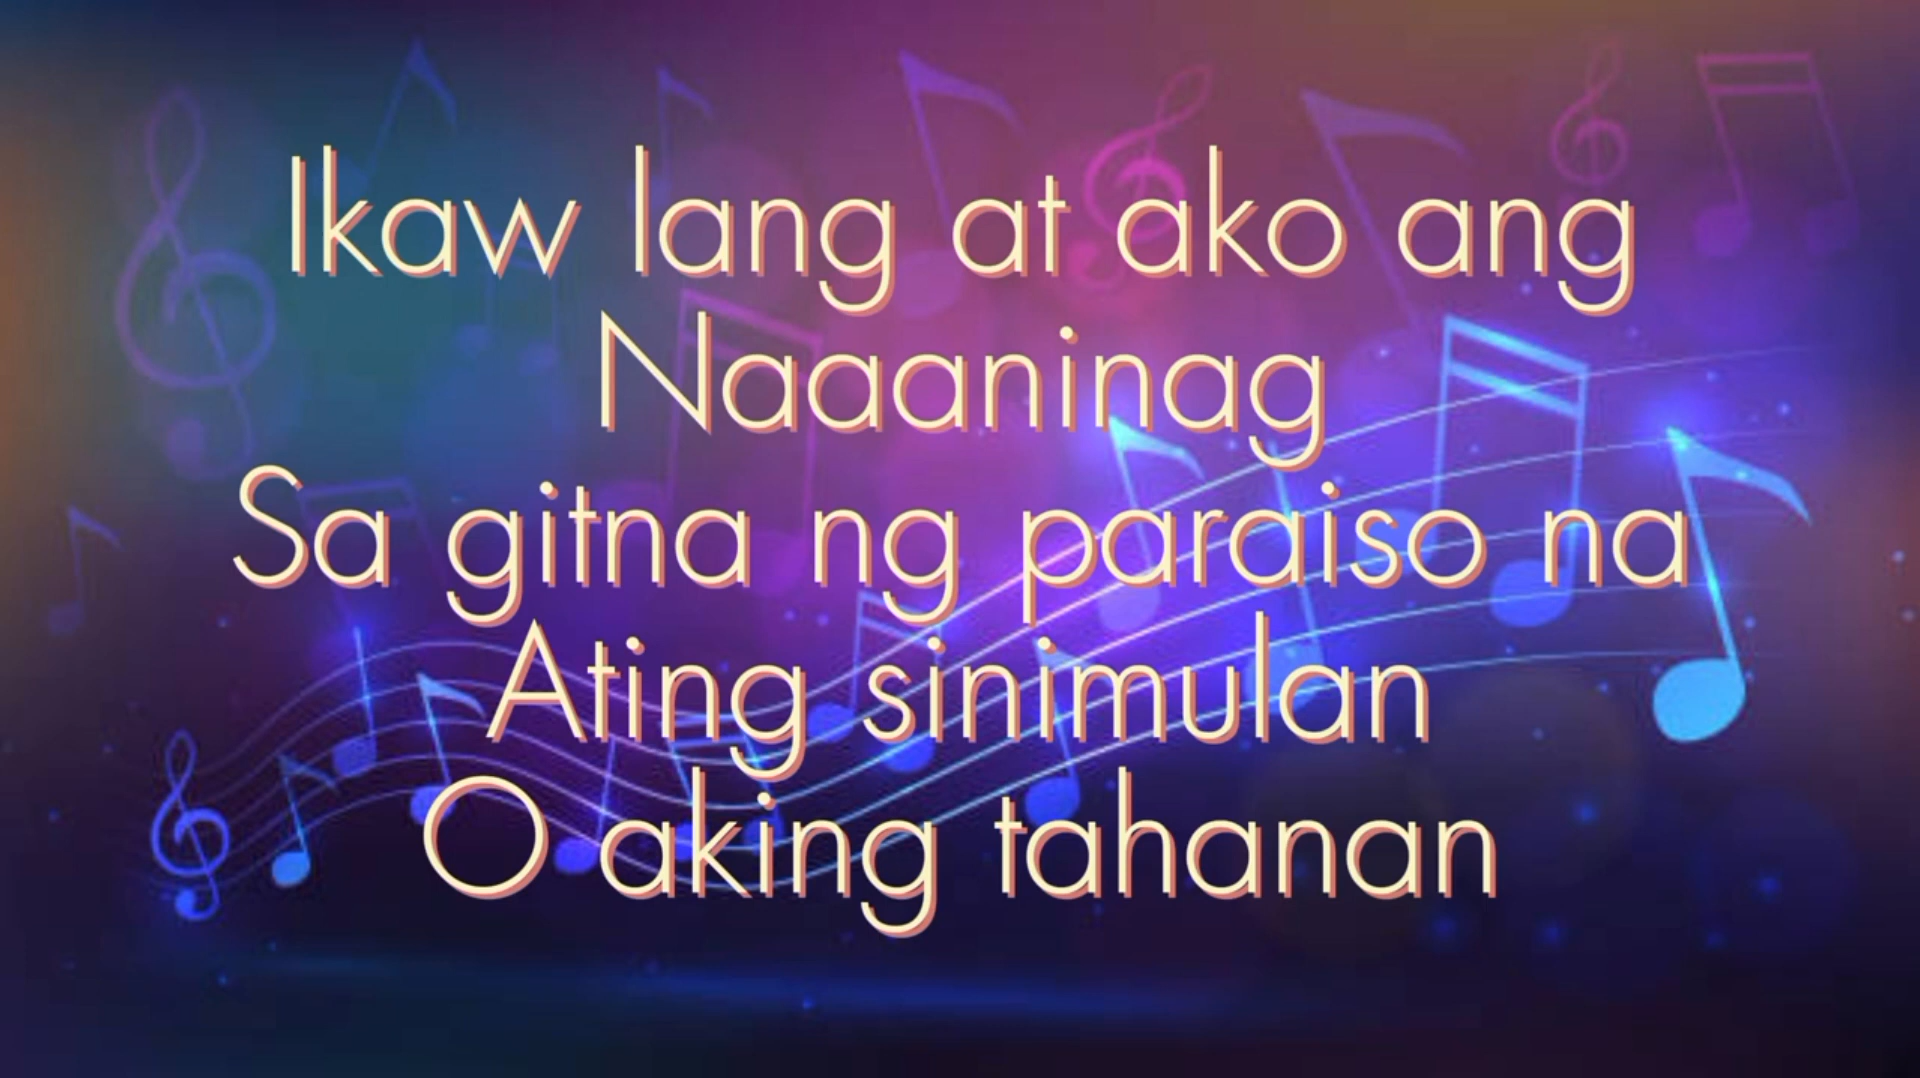 Ikaw lang at ako ang
Naaaninag
Sa gitna ng paraiso na
Ating sinimulan
O aking tahanan